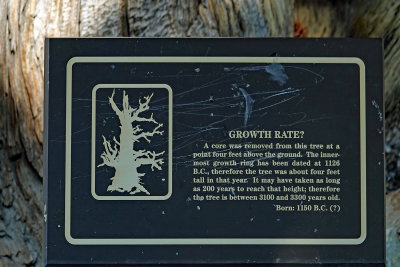 GROWTH RATE?
A core was removed from this tree at a
point four feet above the ground. The inner-
most growth ring has been dated at 1126
B.C., therefore the tree was about four feet
tall in that year. It may have taken as long
as 200 years to reach that height; therefore
the tree is between 3100 and 3300 years old.
Born: 1150 B.C. (?)